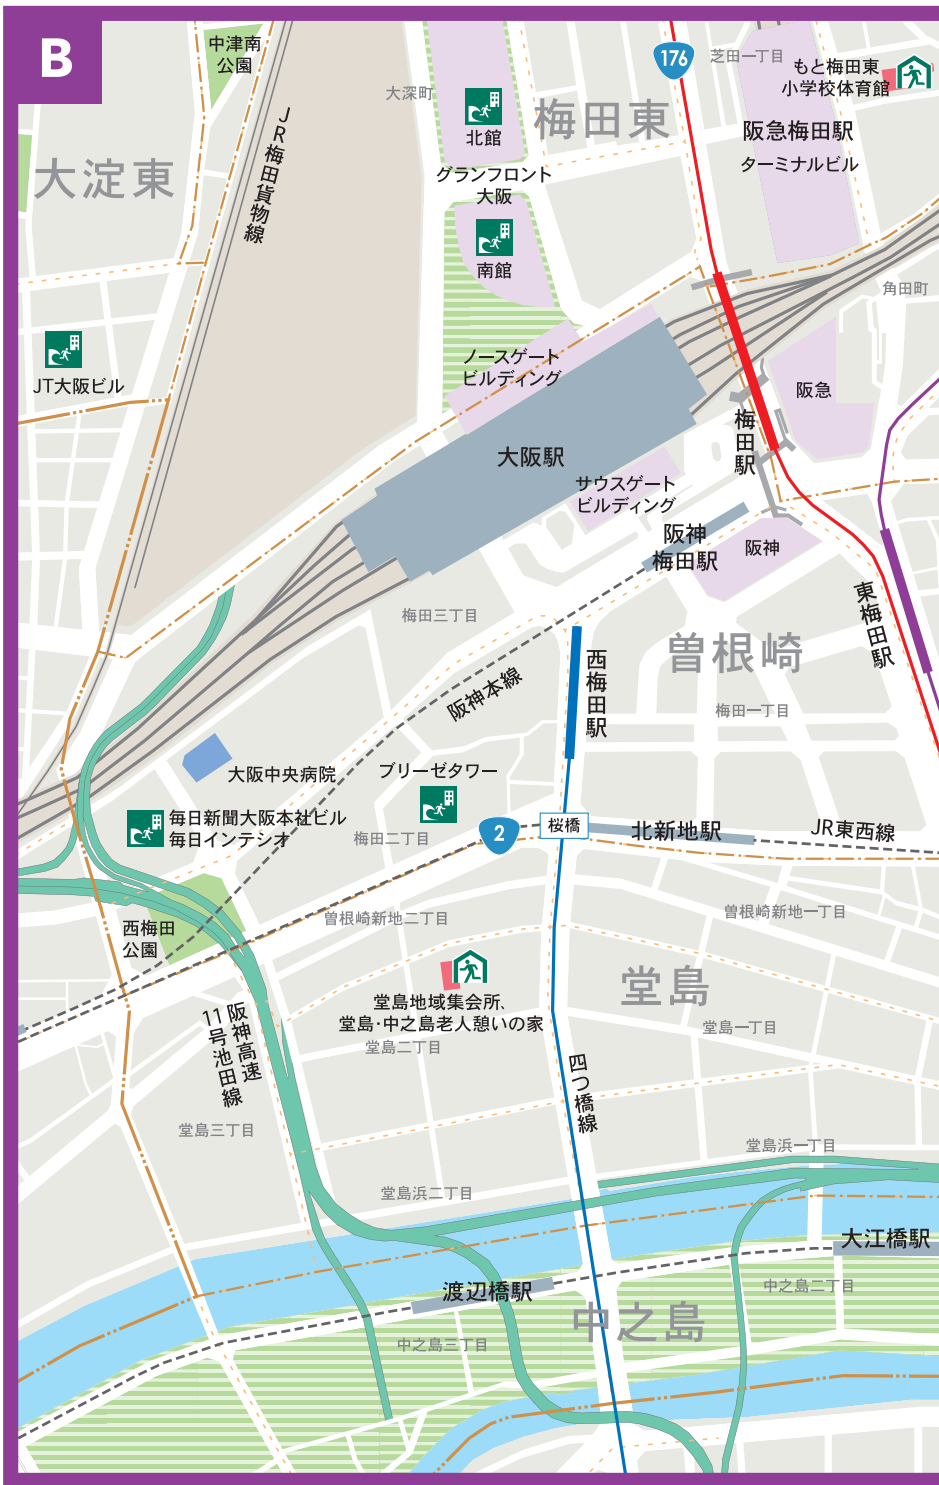 B
中津南
公園
176
芝田一丁目
もと梅田東
小学校体育館
大深町
北館
梅田東
阪急梅田駅
ターミナルビル
JR梅田貨物線
大淀東
グランフロント
大阪
南館
角田町
JT大阪ビル
ノースゲート
ビルディング
阪急
梅田駅
大阪駅
サウスゲート
ビルディング
阪神
梅田駅
阪神
東梅田駅
梅田三丁目
曽根崎
西梅田駅
阪神本線
梅田一丁目
大阪中央病院
ブリーゼタワー
毎日新聞大阪本社ビル
毎日インテシオ
梅田二丁目
2
桜橋
北新地駅
JR東西線
西梅田
公園
曽根崎新地二丁目
曽根崎新地一丁目
堂島
堂島地域集会所、
堂島・中之島老人憩いの家
堂島一丁目
堂島二丁目
阪神高速
11号池田線
四つ橋線
堂島三丁目
堂島浜一丁目
堂島浜二丁目
大江橋駅
渡辺橋駅
中之島二丁目
中之島
中之島三丁目